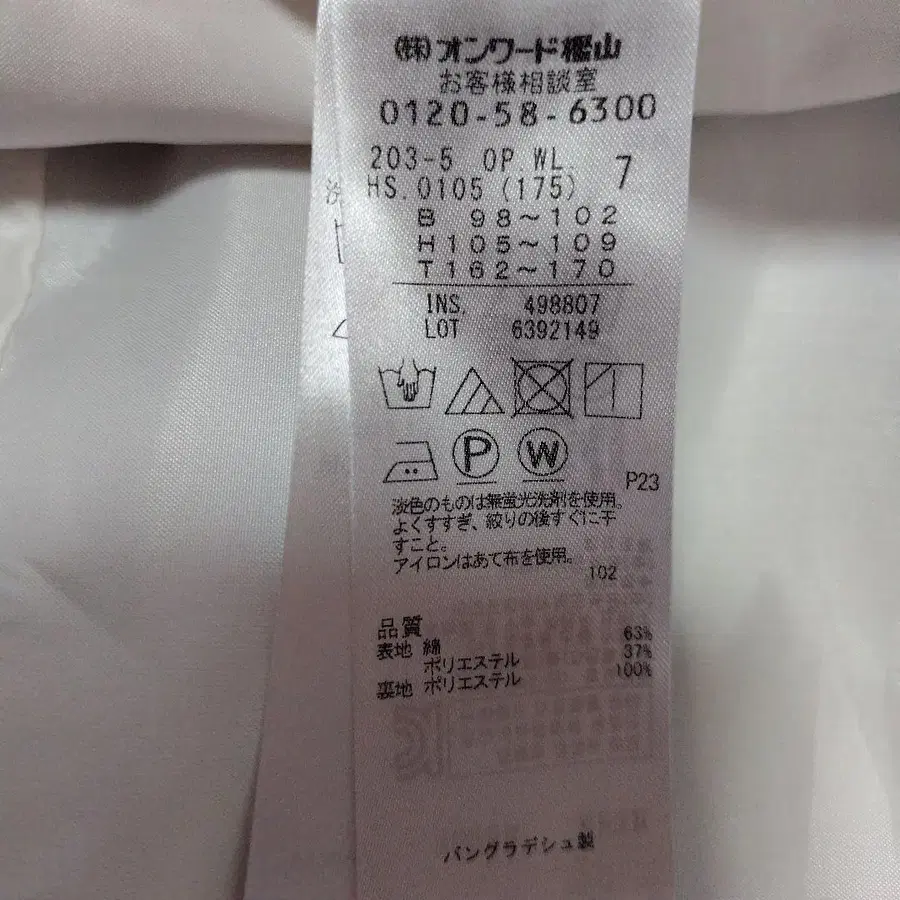 ㈱オンワード樫山
お客様相談室
0120-58-6300
203-5 OP WL. 7
HS.0105 (175)
B 98～102
H 105～109
T 162～170
INS. 498807
LOT 6392149
P W
P23
淡色のものは無蛍光洗剤を使用。
よくすすぎ、絞りの後すぐに干
すこと。
アイロンはあて布を使用。
102
品質
表地 綿 63%
ポリエステル 37%
裏地 ポリエステル 100%
バングラデシュ製